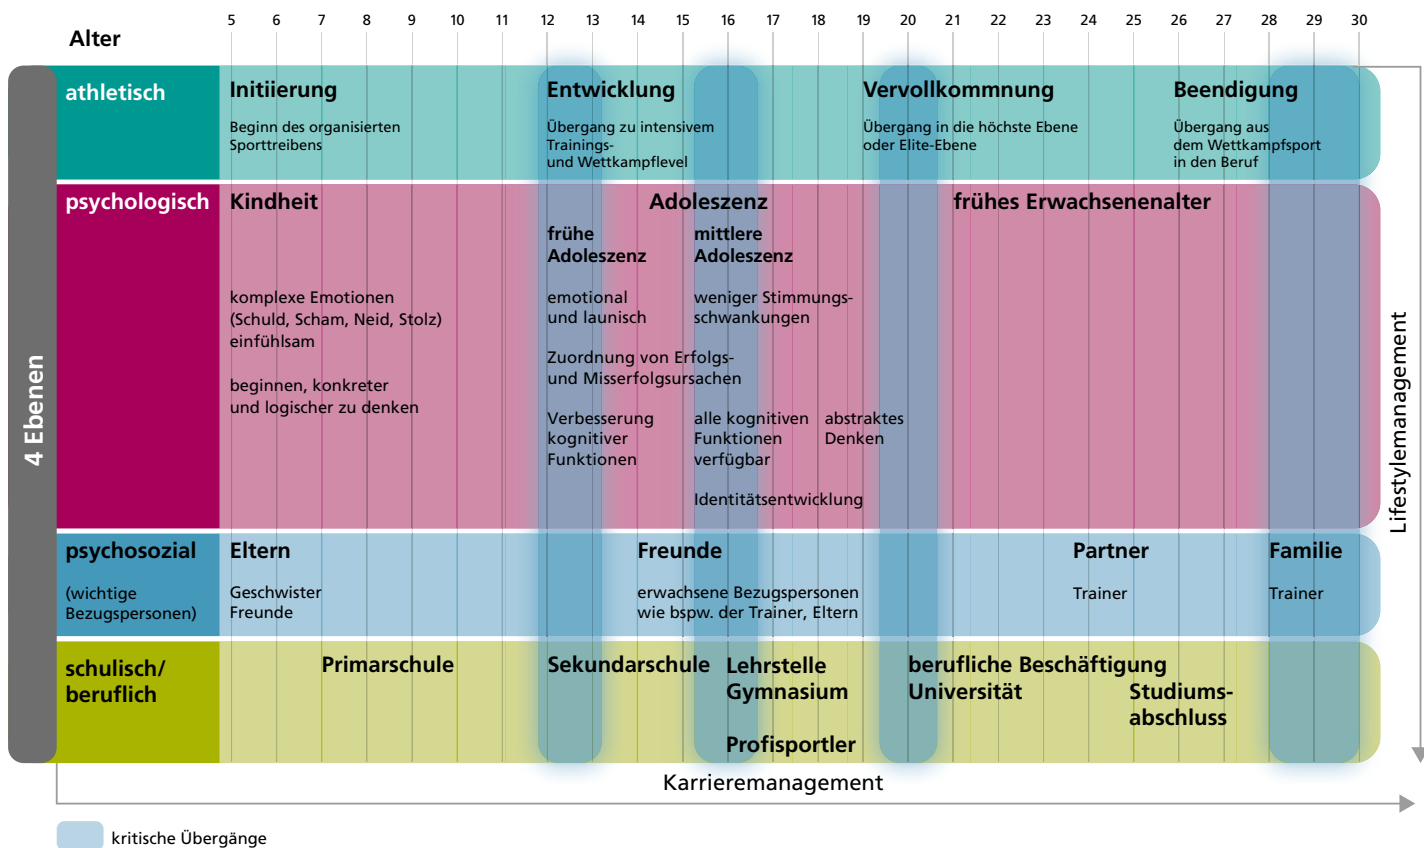 Alter
5 6 7 8 9 10 11 12 13 14 15 16 17 18 19 20 21 22 23 24 25 26 27 28 29 30
4 Ebenen
athletisch
Initiierung
Beginn des organisierten
Sporttreibens
Entwicklung
Übergang zu intensivem
Trainings-
und Wettkampflevel
Vervollkommnung
Übergang in die höchste Ebene
oder Elite-Ebene
Beendigung
Übergang aus
dem Wettkampfsport
in den Beruf
psychologisch
Kindheit
komplexe Emotionen
(Schuld, Scham, Neid, Stolz)
einfühlsam
beginnen, konkreter
und logischer zu denken
Adoleszenz
frühe
Adoleszenz
emotional
und launisch
Zuordnung von Erfolgs-
und Misserfolgsursachen
Verbesserung
kognitiver
Funktionen
mittlere
Adoleszenz
weniger Stimmungs-
schwankungen
alle kognitiven
Funktionen
verfügbar
abstraktes
Denken
Identitätsentwicklung
frühes Erwachsenenalter
psychosozial
(wichtige
Bezugspersonen)
Eltern
Geschwister
Freunde
Freunde
erwachsene Bezugspersonen
wie bspw. der Trainer, Eltern
Partner
Trainer
Familie
Trainer
schulisch/
beruflich
Primarschule
Sekundarschule
Lehrstelle
Gymnasium
Profisportler
berufliche Beschäftigung
Universität
Studiums-
abschluss
Lifestylemanagement
Karrieremanagement
kritische Übergänge